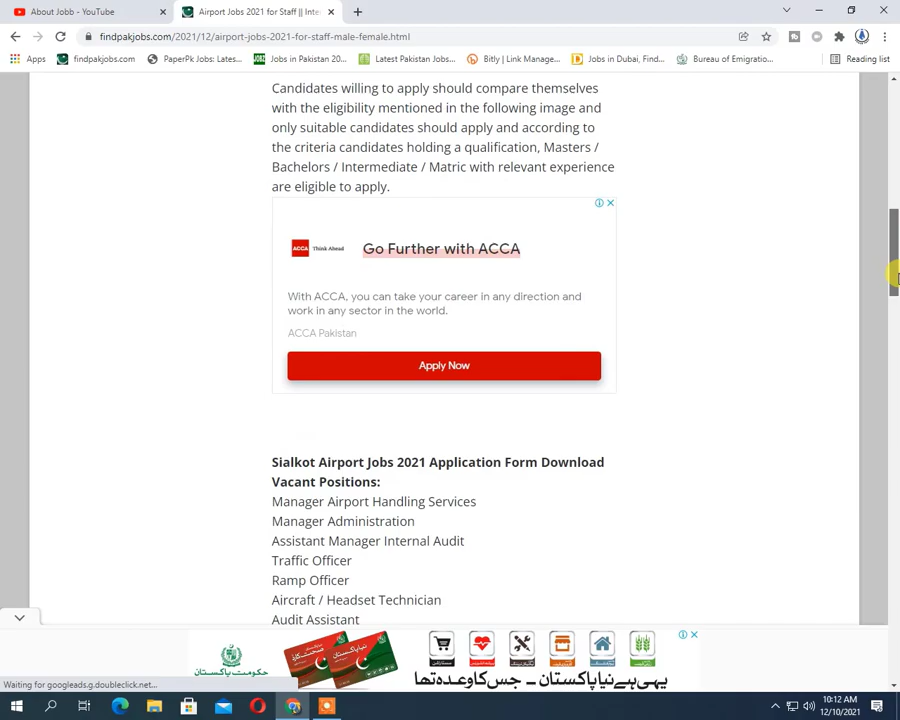 About Jobb - YouTube
Airport Jobs 2021 for Staff || Inte
findpakjobs.com/2021/12/airport-jobs-2021-for-staff-male-female.html
Apps
findpakjobs.com
PaperPk Jobs: Lates...
Jobs in Pakistan 20...
Latest Pakistan Jobs...
Bitly | Link Manage...
Jobs in Dubai, Find...
Bureau of Emigratio...
Reading list
Candidates willing to apply should compare themselves
with the eligibility mentioned in the following image and
only suitable candidates should apply and according to
the criteria candidates holding a qualification, Masters /
Bachelors / Intermediate / Matric with relevant experience
are eligible to apply.
ACCA
Think Ahead
Go Further with ACCA
With ACCA, you can take your career in any direction and
work in any sector in the world.
ACCA Pakistan
Apply Now
Sialkot Airport Jobs 2021 Application Form Download
Vacant Positions:
Manager Airport Handling Services
Manager Administration
Assistant Manager Internal Audit
Traffic Officer
Ramp Officer
Aircraft / Headset Technician
Audit Assistant
حکومتِ پاکستان
یہی ہے نیا پاکستان - جس کا وعدہ تھا
Waiting for googleads.g.doubleclick.net...
10:12 AM
12/10/2021